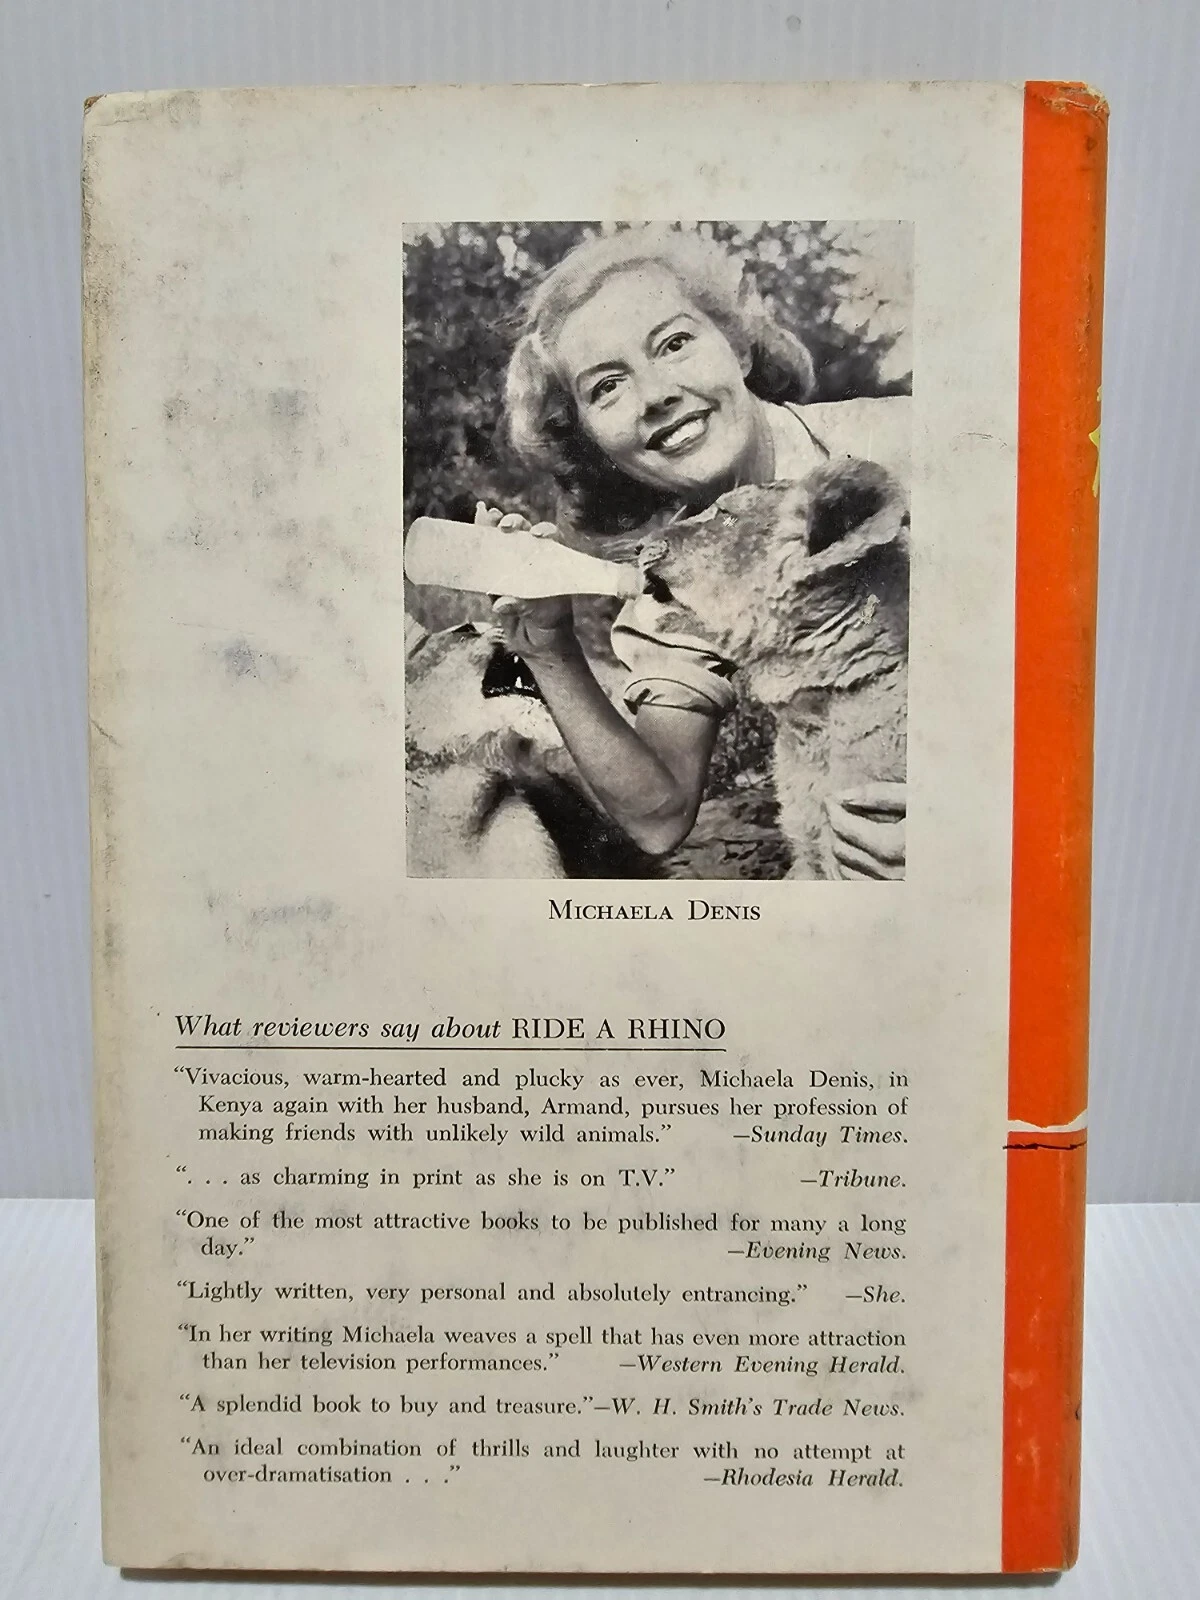 MICHAELA DENIS
What reviewers say about RIDE A RHINO
“Vivacious, warm-hearted and plucky as ever, Michaela Denis, in
Kenya again with her husband, Armand, pursues her profession of
making friends with unlikely wild animals.” —Sunday Times.
“. . . as charming in print as she is on T.V.” —Tribune.
“One of the most attractive books to be published for many a long
day.” —Evening News.
“Lightly written, very personal and absolutely entrancing.” —She.
“In her writing Michaela weaves a spell that has even more attraction
than her television performances.” —Western Evening Herald.
“A splendid book to buy and treasure.”—W. H. Smith’s Trade News.
“An ideal combination of thrills and laughter with no attempt at
over-dramatisation . . .” —Rhodesia Herald.